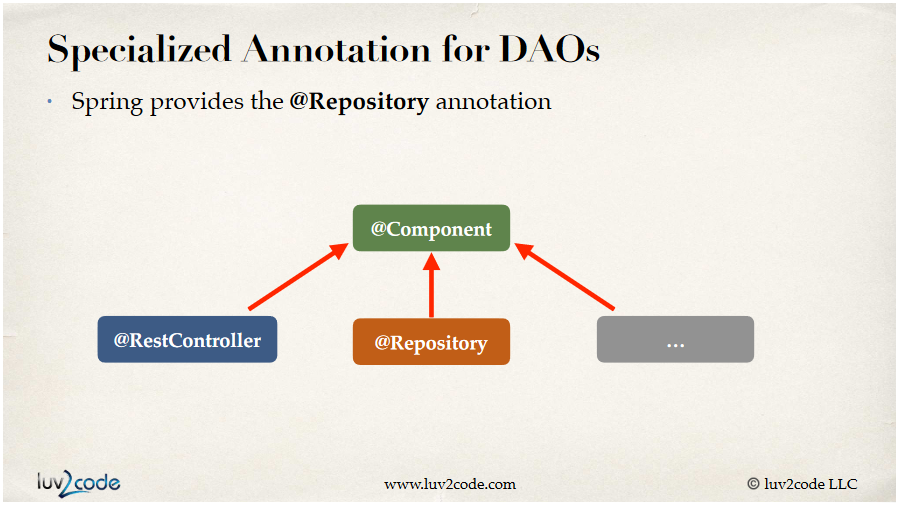 Specialized Annotation for DAOs
• Spring provides the @Repository annotation
@Component
@RestController
@Repository
...
luv2code
www.luv2code.com
© luv2code LLC